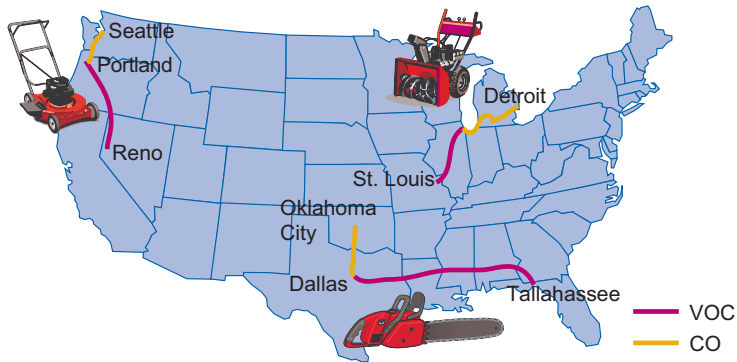 Seattle
Portland
Reno
Detroit
St. Louis
Oklahoma
City
Dallas
Tallahassee
VOC
CO